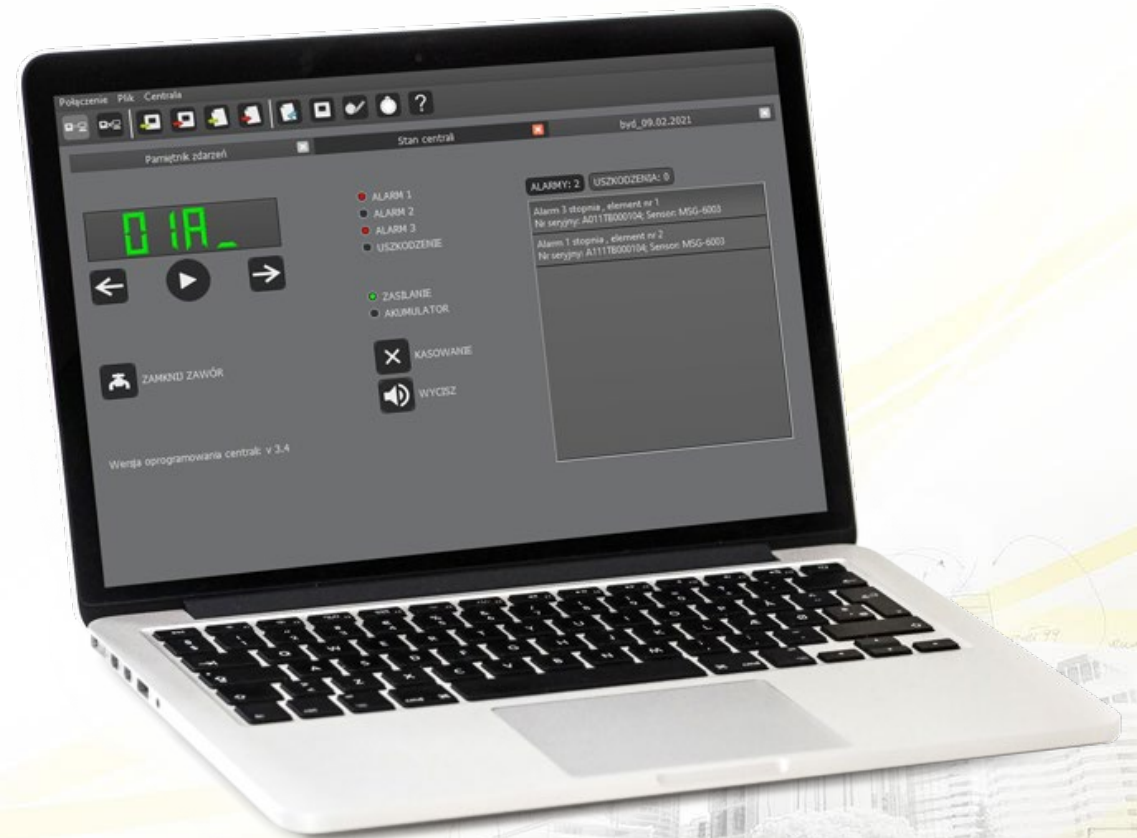 Połączenie Plik Centrala
?
Pamiętnik zdarzeń
Stan centrali
byd_09.02.2021
01A_
ALARM 1
ALARM 2
ALARM 3
USZKODZENIE
ZASILANIE
AKUMULATOR
ZAMKNIJ ZAWÓR
KASOWANIE
WYCISZ
Wersja oprogramowania centrali: v 3.4
ALARMY: 2 USZKODZENIA: 0
Alarm 3 stopnia , element nr 1
Nr seryjny: A011TB000104; Sensor: MSG-6003
Alarm 1 stopnia , element nr 2
Nr seryjny: A111TB000104; Sensor: MSG-6003